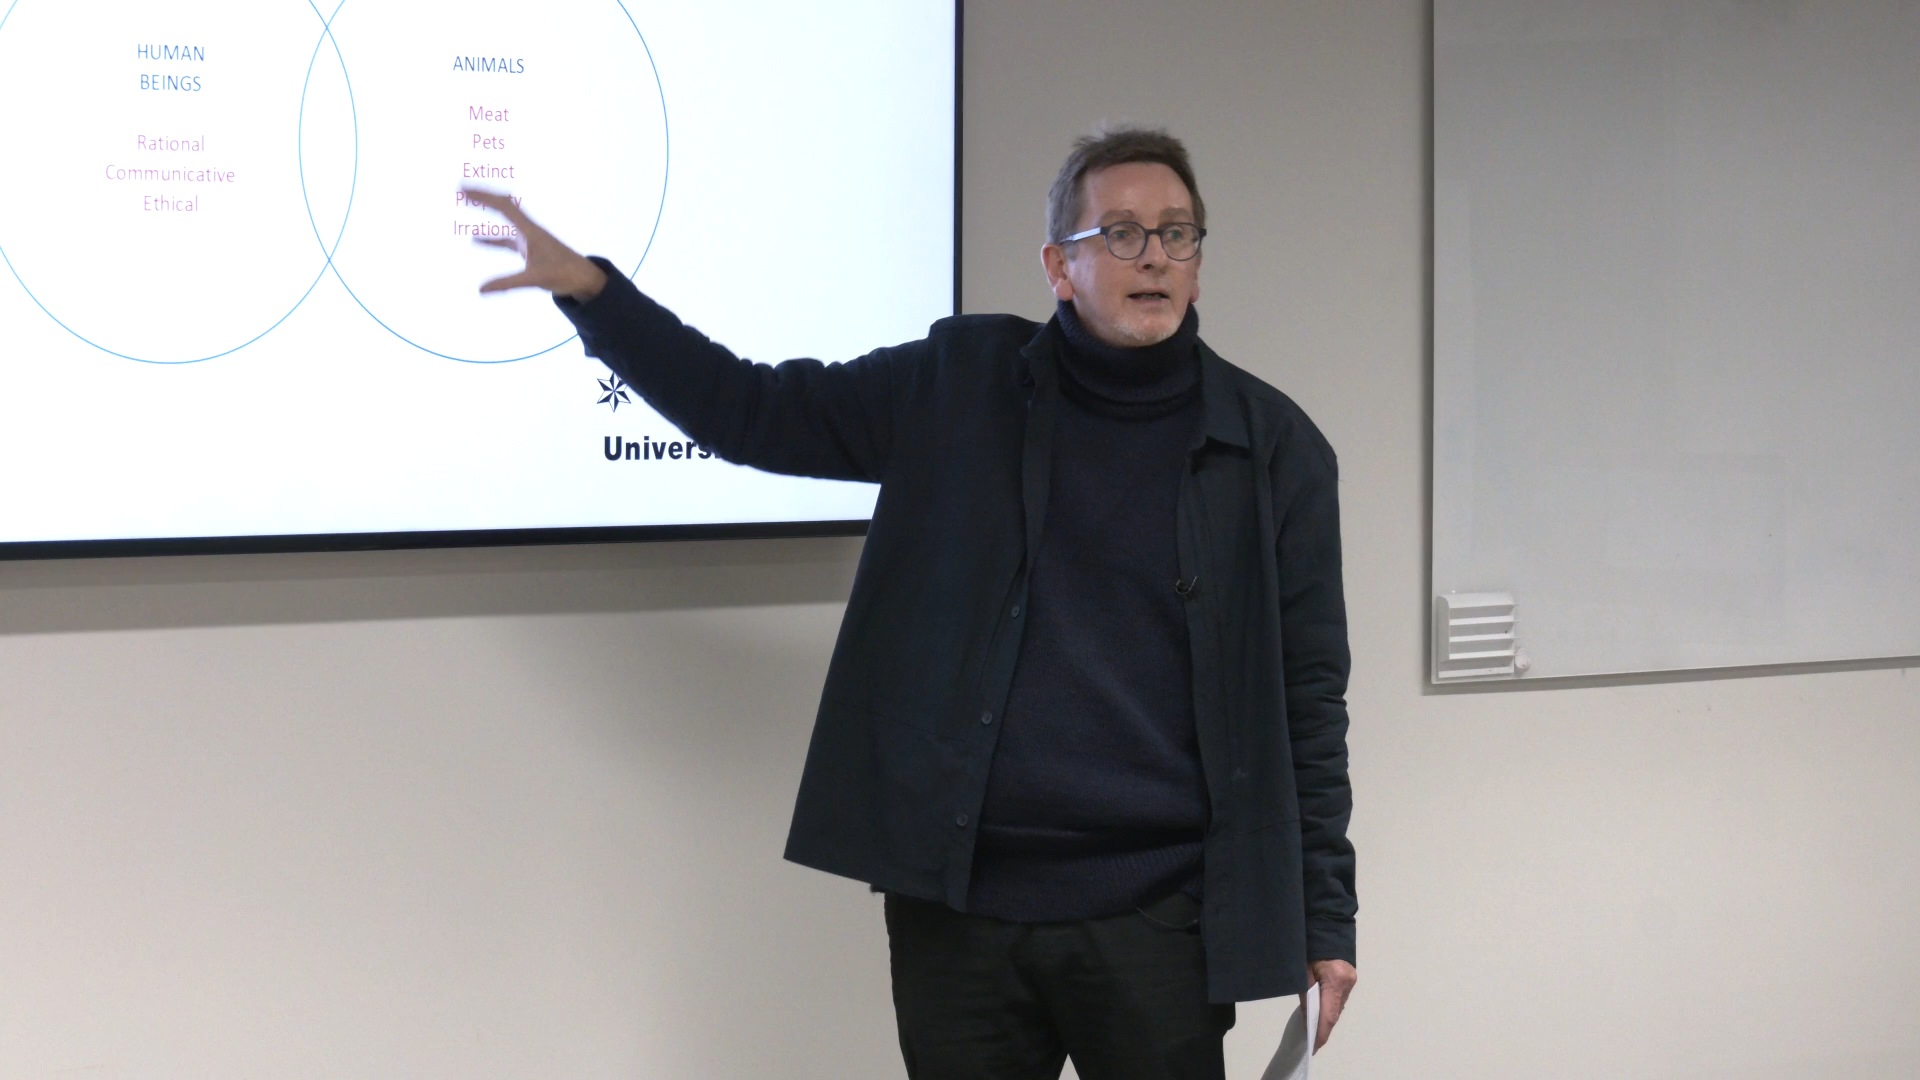 HUMAN
BEINGS
Rational
Communicative
Ethical
ANIMALS
Meat
Pets
Extinct